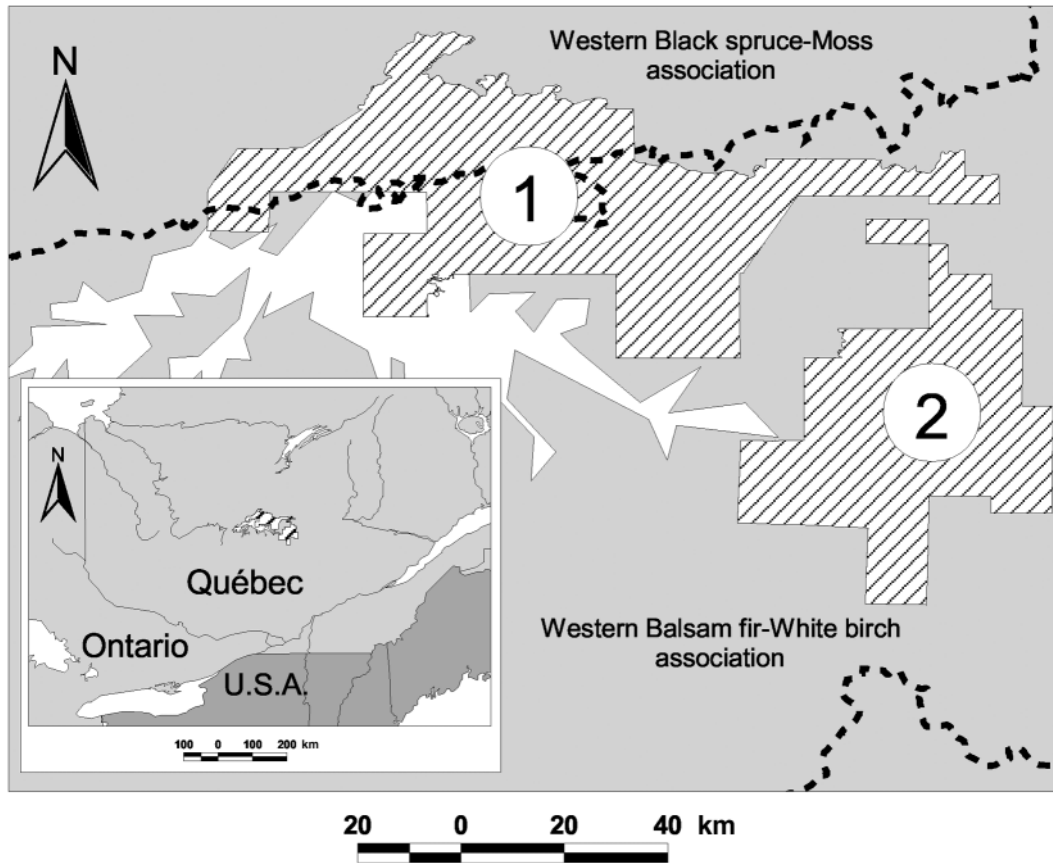 Western Black spruce-Moss
association
N
1
2
Western Balsam fir-White birch
association
N
Québec
Ontario
U.S.A.
100 0 100 200 km
20 0 20 40 km